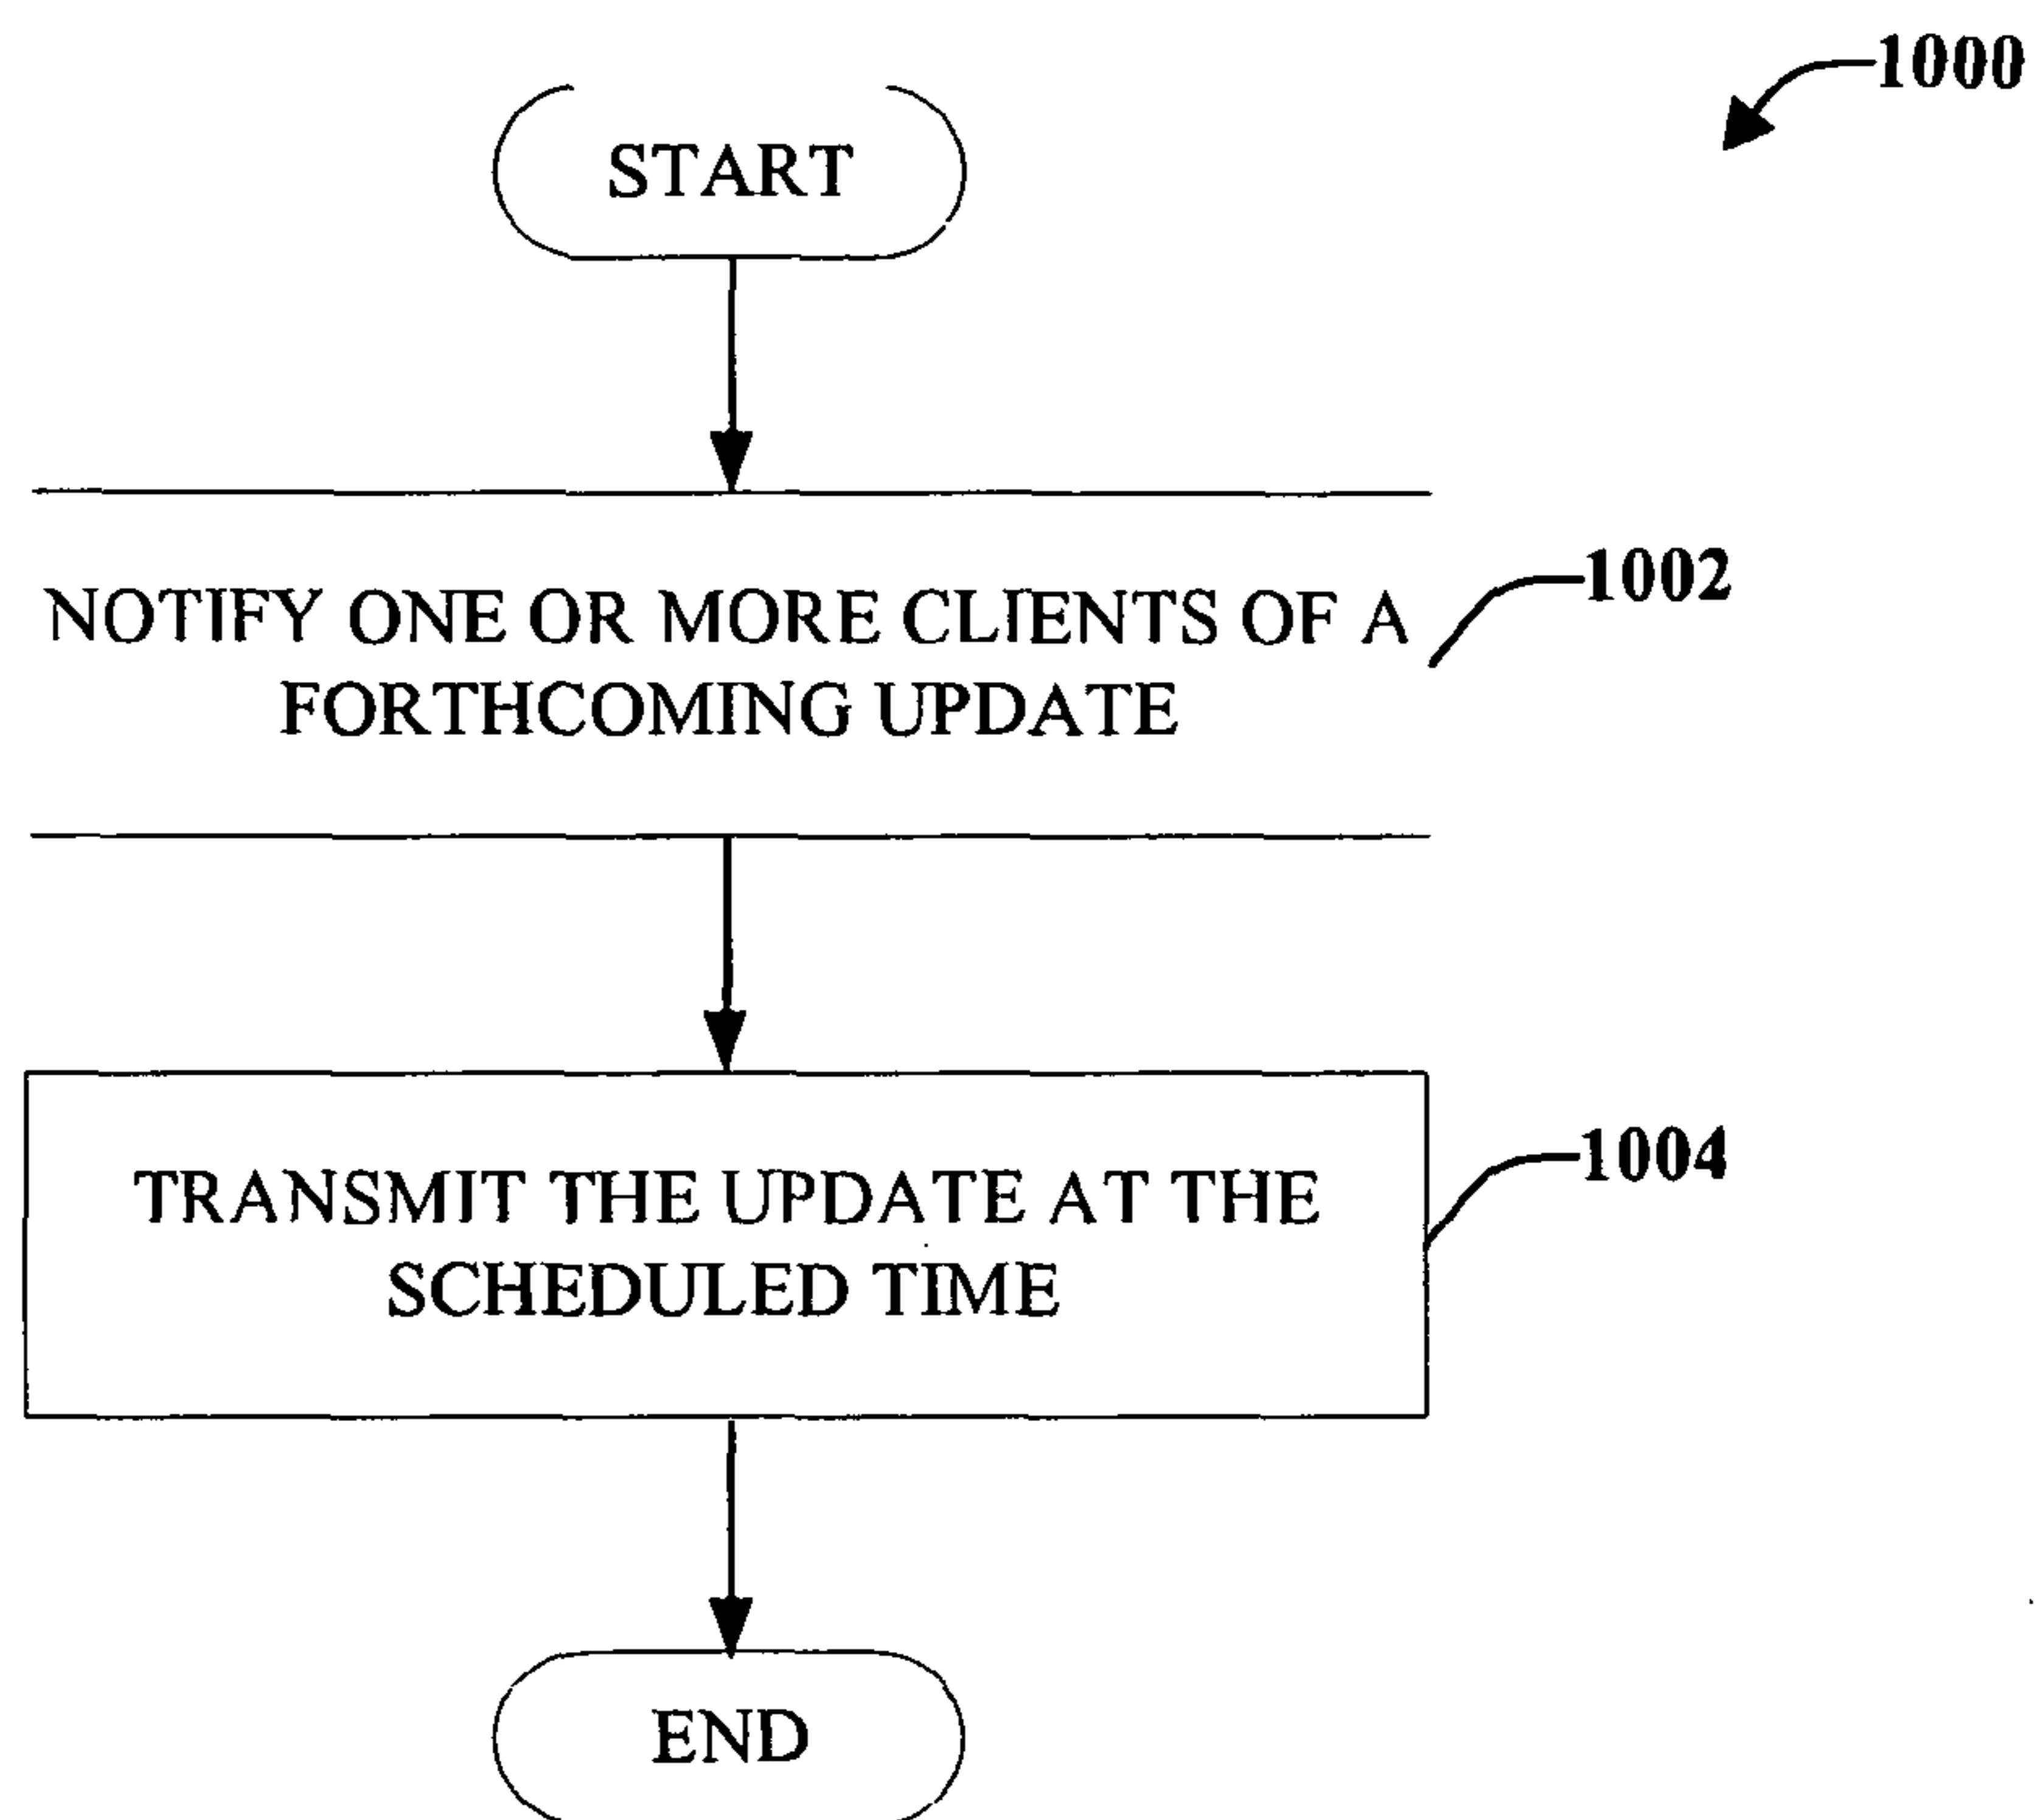 1000
START
NOTIFY ONE OR MORE CLIENTS OF A
FORTHCOMING UPDATE
1002
TRANSMIT THE UPDATE AT THE
SCHEDULED TIME
1004
END